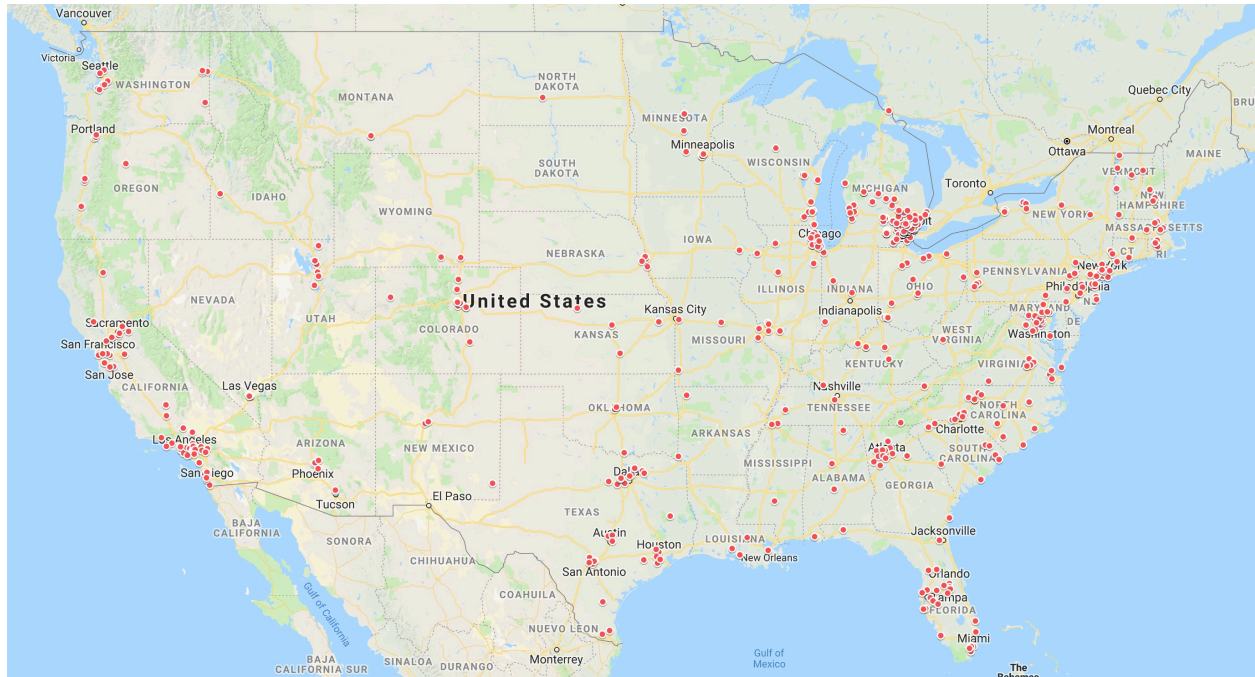 Vancouver
Victoria
Seattle
WASHINGTON
Portland
OREGON
IDAHO
MONTANA
NORTH
DAKOTA
SOUTH
DAKOTA
MINNESOTA
Minneapolis
WISCONSIN
MICHIGAN
Toronto
Ottawa
Montreal
Quebec City
MAINE
VERMONT
NEW
HAMPSHIRE
NEW YORK
MASSACHUSETTS
CT
RI
WYOMING
NEBRASKA
IOWA
Chicago
ILLINOIS
INDIANA
Indianapolis
OHIO
PENNSYLVANIA
New York
Philadelphia
MARYLAND
DE
Washington
WEST
VIRGINIA
VIRGINIA
NEVADA
UTAH
COLORADO
United States
KANSAS
Kansas City
MISSOURI
KENTUCKY
Sacramento
San Francisco
San Jose
CALIFORNIA
Las Vegas
Los Angeles
San Diego
ARIZONA
Phoenix
Tucson
NEW MEXICO
El Paso
OKLAHOMA
ARKANSAS
Nashville
TENNESSEE
NORTH
CAROLINA
Charlotte
SOUTH
CAROLINA
Atlanta
MISSISSIPPI
ALABAMA
GEORGIA
TEXAS
Austin
Houston
San Antonio
LOUISIANA
New Orleans
Jacksonville
Orlando
Tampa
FLORIDA
Miami
BAJA
CALIFORNIA
SONORA
CHIHUAHUA
COAHUILA
NUEVO LEON
Monterrey
Gulf of California
BAJA
CALIFORNIA SUR
SINALOA
DURANGO
Gulf of
Mexico
The